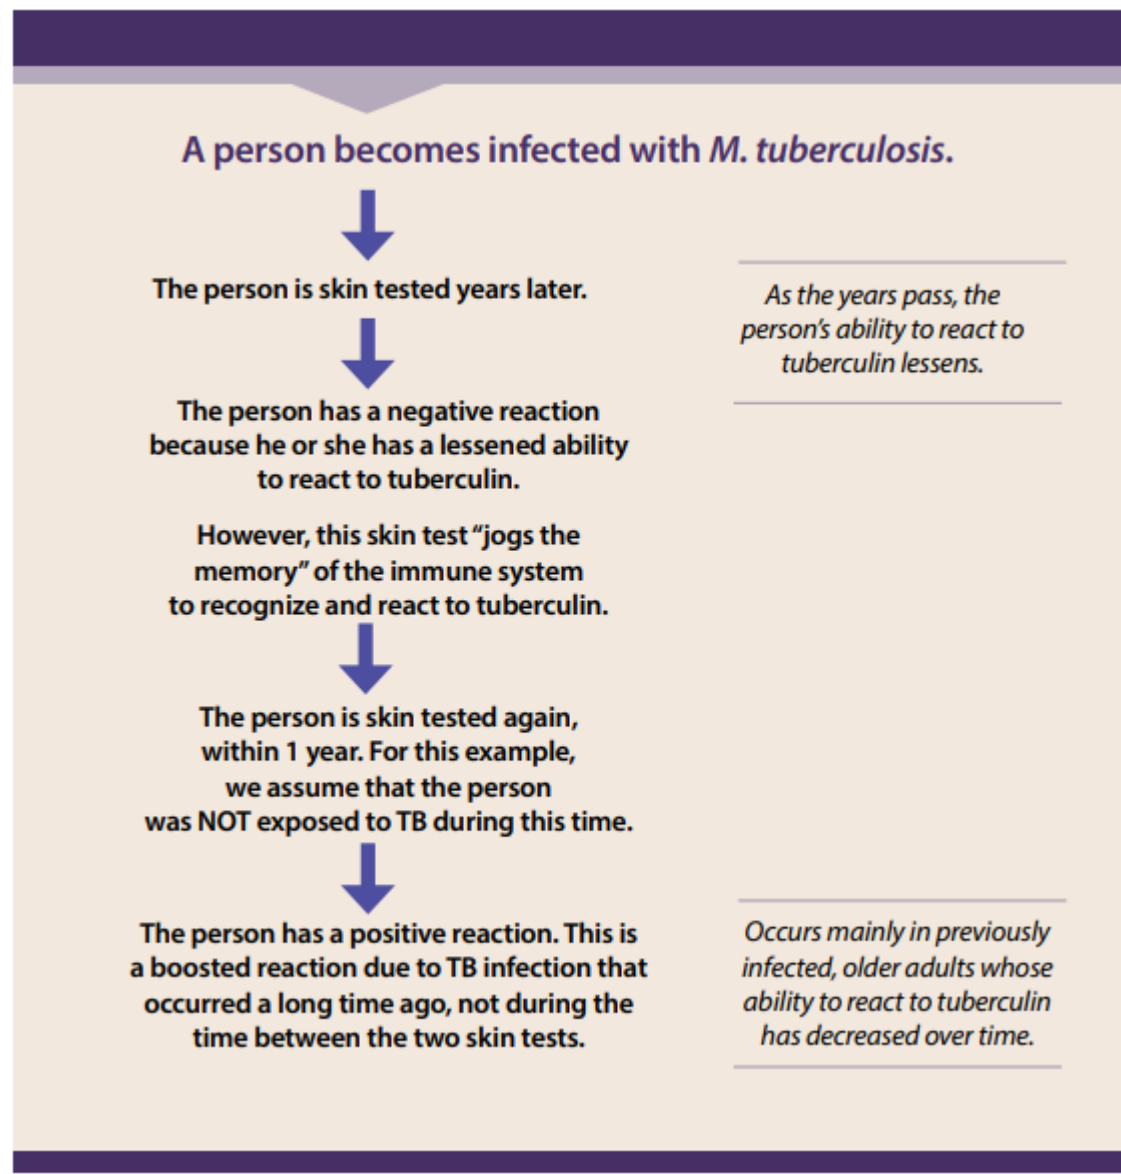 A person becomes infected with M. tuberculosis.
The person is skin tested years later.
As the years pass, the
person's ability to react to
tuberculin lessens.
The person has a negative reaction
because he or she has a lessened ability
to react to tuberculin.
However, this skin test “jogs the
memory” of the immune system
to recognize and react to tuberculin.
The person is skin tested again,
within 1 year. For this example,
we assume that the person
was NOT exposed to TB during this time.
The person has a positive reaction. This is
a boosted reaction due to TB infection that
occurred a long time ago, not during the
time between the two skin tests.
Occurs mainly in previously
infected, older adults whose
ability to react to tuberculin
has decreased over time.